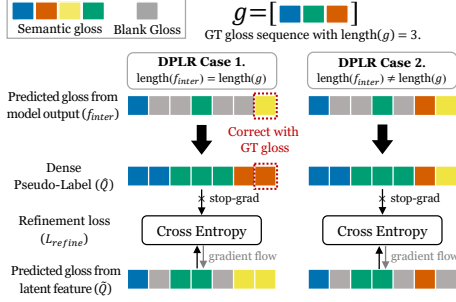 Semantic gloss
Blank Gloss
g=[ ]
GT gloss sequence with length(g) = 3.
DPLR Case 1.
length(f_inter) = length(g)
DPLR Case 2.
length(f_inter) ≠ length(g)
Predicted gloss from
model output (f_inter)
Correct with
GT gloss
Dense
Pseudo-Label (Q̂)
stop-grad
stop-grad
Refinement loss
(L_refine)
Cross Entropy
Cross Entropy
gradient flow
gradient flow
Predicted gloss from
latent feature (Q̃)